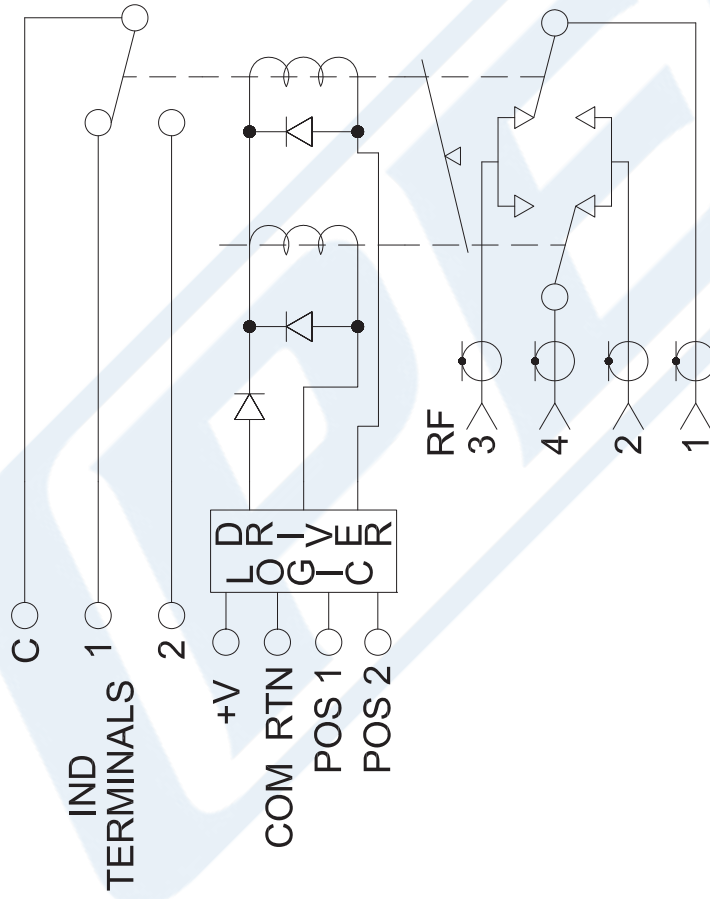 C
1
2
IND
TERMINALS
+V
COM RTN
POS 1
POS 2
LOGIC
DRIVER
RF
3
4
2
1